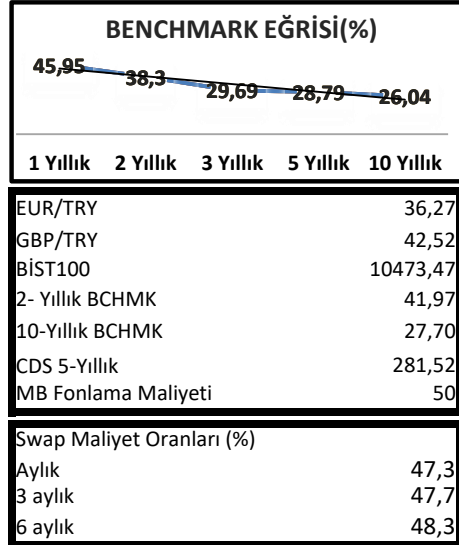 BENCHMARK EĞRİSİ(%)
45,95 38,3 29,69 28,79 26,04
1 Yıllık 2 Yıllık 3 Yıllık 5 Yıllık 10 Yıllık
EUR/TRY 36,27
GBP/TRY 42,52
BİST100 10473,47
2- Yıllık BCHMK 41,97
10-Yıllık BCHMK 27,70
CDS 5-Yıllık 281,52
MB Fonlama Maliyeti 50
Swap Maliyet Oranları (%)
Aylık 47,3
3 aylık 47,7
6 aylık 48,3